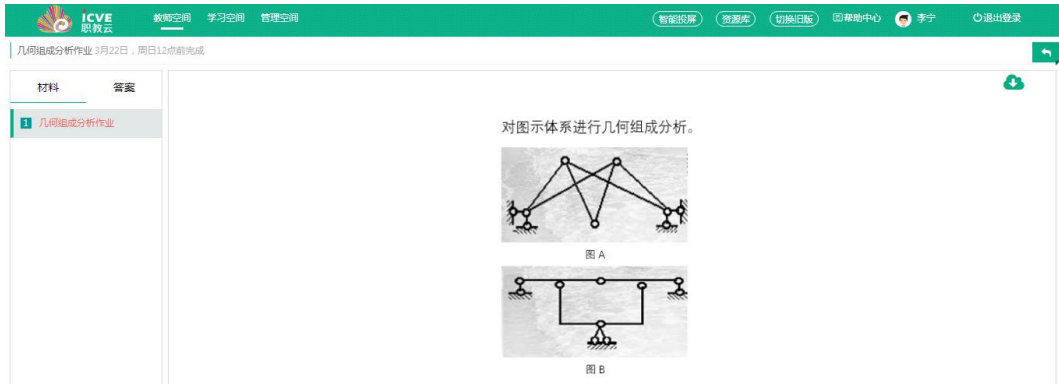 iCVE 职教云 教师空间 学习空间 管理空间 智能投屏 资源库 切换旧版 帮助中心 李宁 退出登录
几何组成分析作业 3月22日，周日12点前完成
材料 答案
1 几何组成分析作业
对图示体系进行几何组成分析。
图 A
图 B